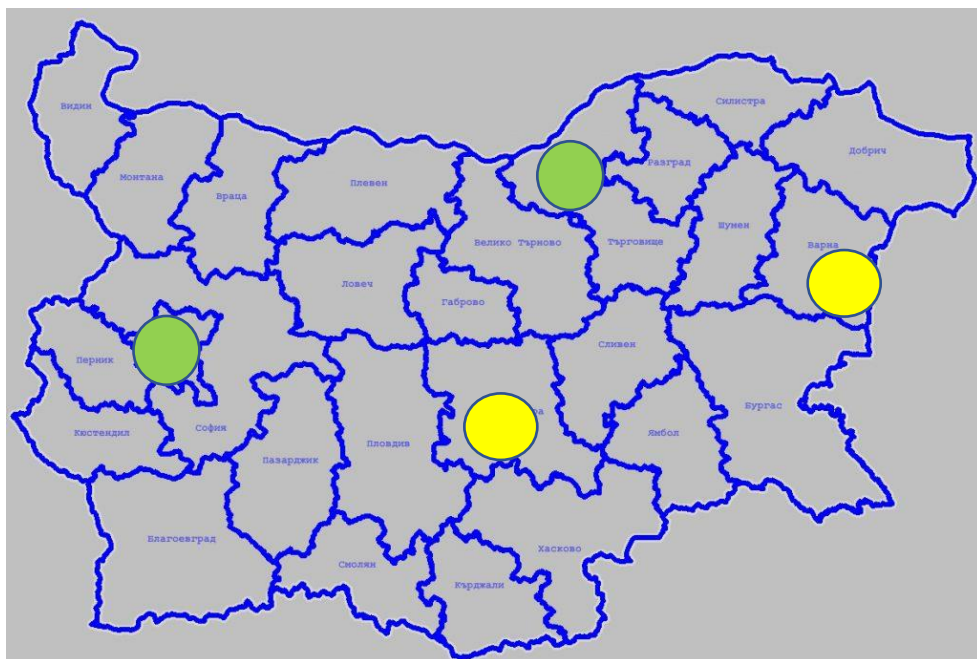 Силистра
Видин
Добрич
Разград
Монтана
Плевен
Враца
Шумен
Велико Търново
Търговище
Варна
Ловеч
Габрово
Сливен
Перник
Бургас
Кюстендил
София
Пловдив
Ямбол
Пазарджик
Благоевград
Хасково
Смолян
Кърджали